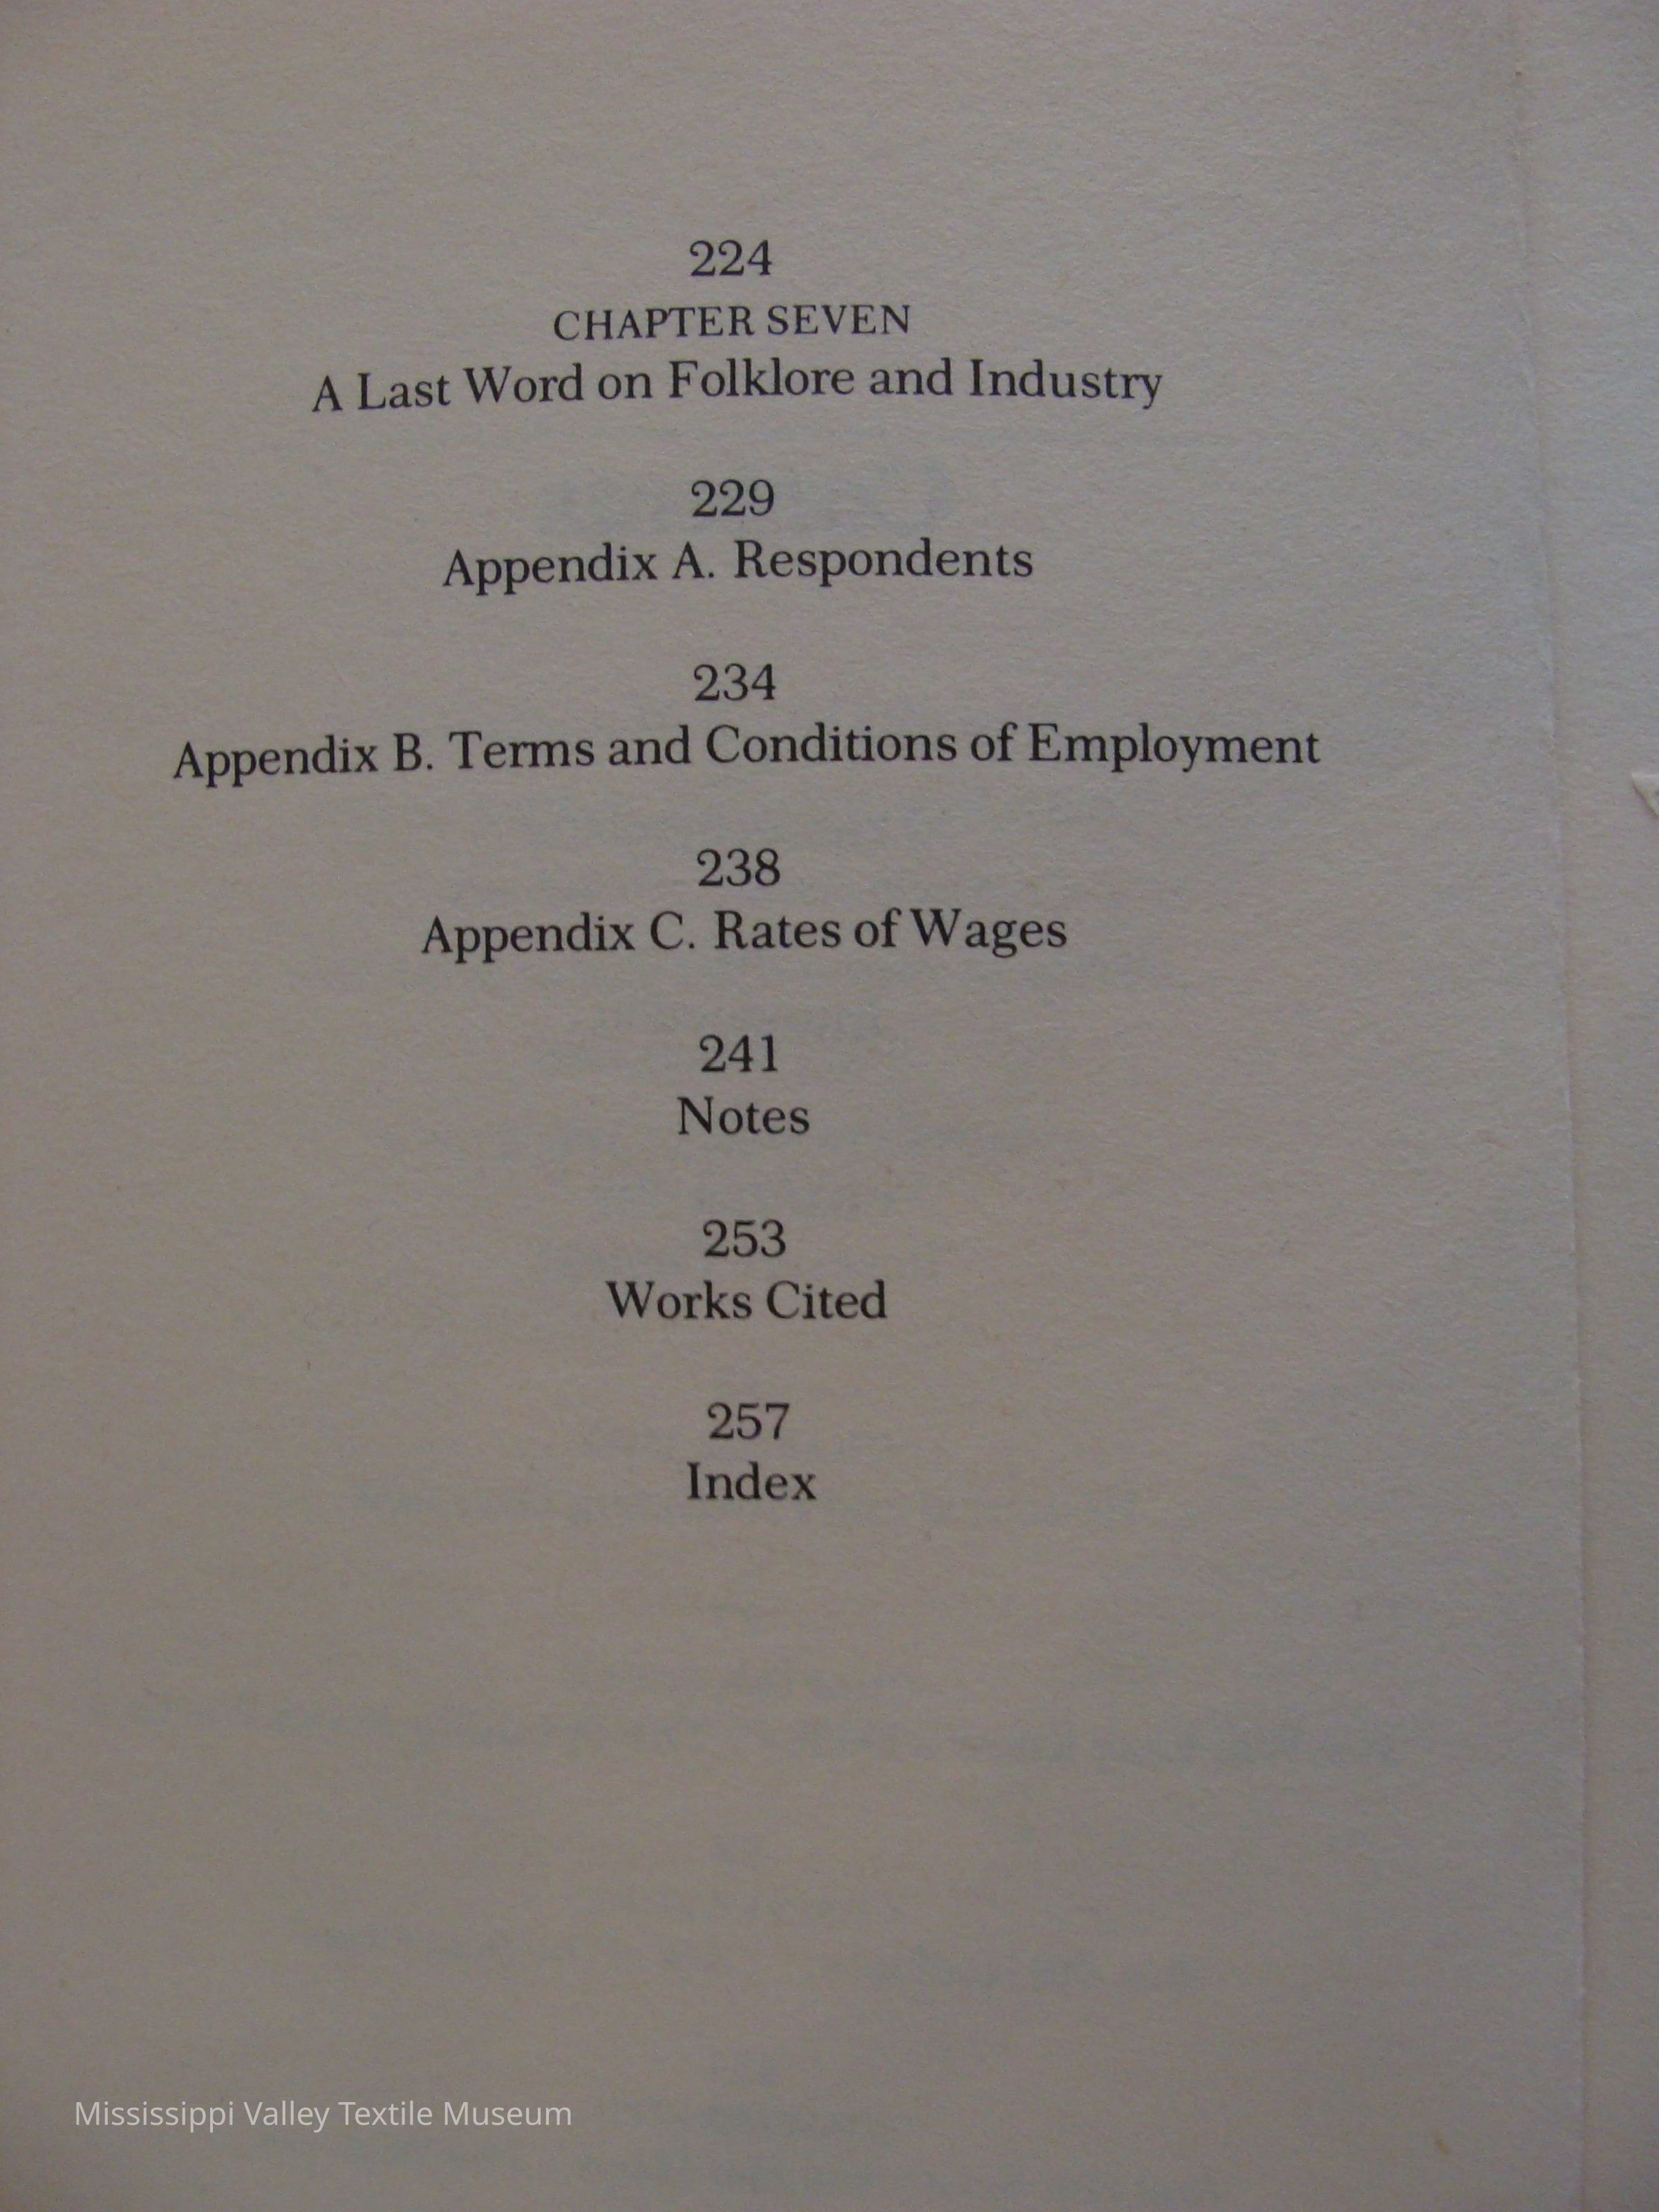 224
CHAPTER SEVEN
A Last Word on Folklore and Industry
229
Appendix A. Respondents
234
Appendix B. Terms and Conditions of Employment
238
Appendix C. Rates of Wages
241
Notes
253
Works Cited
257
Index
Mississippi Valley Textile Museum